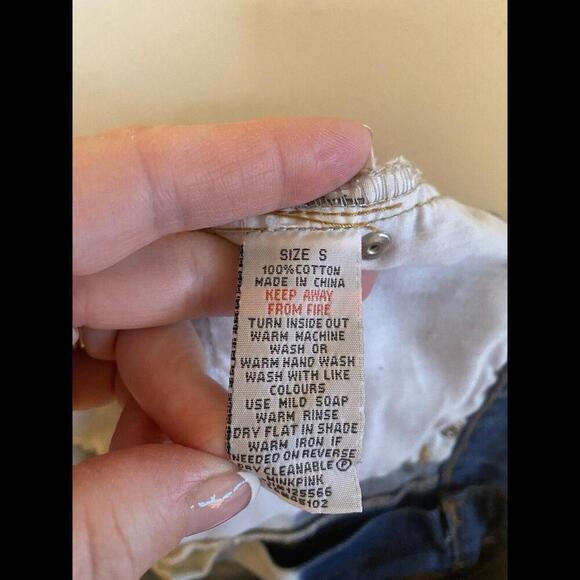 SIZE S
100% COTTON
MADE IN CHINA
KEEP AWAY
FROM FIRE
TURN INSIDE OUT
WARM MACHINE
WASH OR
WARM HAND WASH
WASH WITH LIKE
COLOURS
USE MILD SOAP
WARM RINSE
DRY FLAT IN SHADE
WARM IRON IF
NEEDED ON REVERSE
DRY CLEANABLE Ⓟ